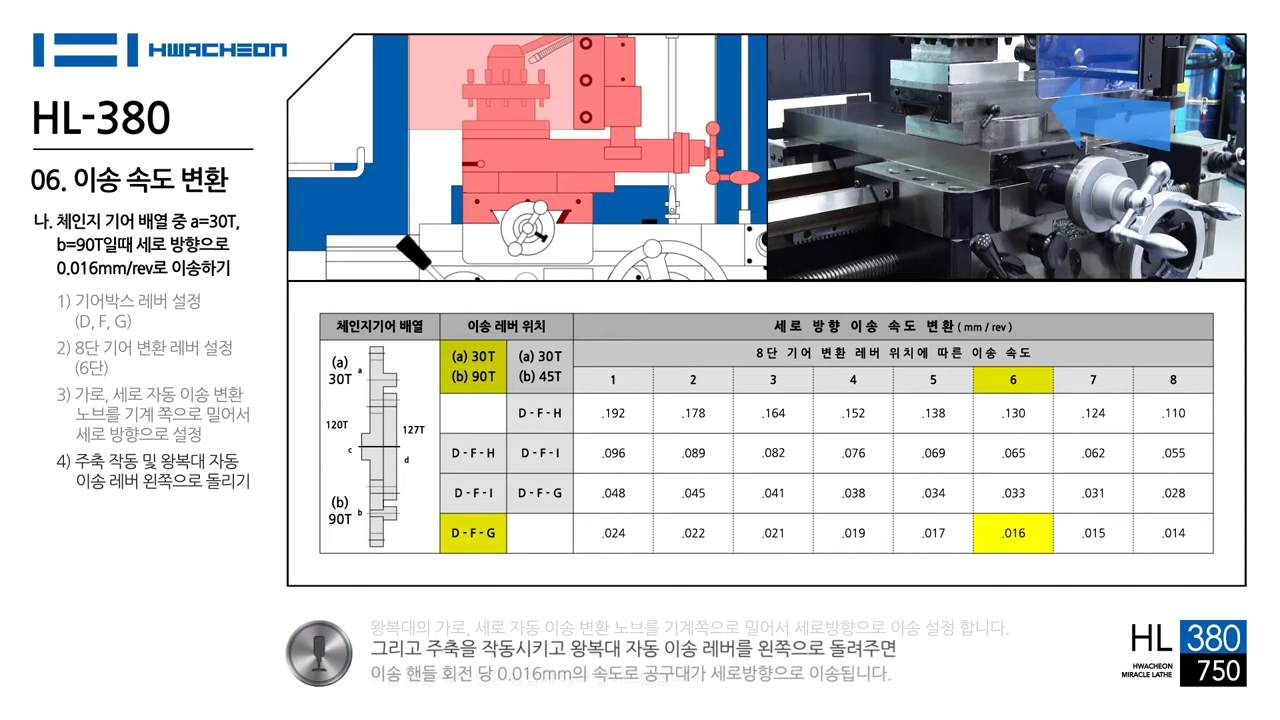 HWACHEON
HL-380
06. 이송 속도 변환
나. 체인지 기어 배열 중 a=30T,
b=90T일때 세로 방향으로
0.016mm/rev로 이송하기
1) 기어박스 레버 설정
(D, F, G)
2) 8단 기어 변환 레버 설정
(6단)
3) 가로, 세로 자동 이송 변환
노브를 기계 쪽으로 밀어서
세로 방향으로 설정
4) 주축 작동 및 왕복대 자동
이송 레버 왼쪽으로 돌리기
체인지기어 배열 이송 레버 위치 세로 방향 이송 속도 변환 ( mm / rev )
(a) 30T (a) 30T 8단 기어 변환 레버 위치에 따른 이송 속도
(b) 90T (b) 45T 1 2 3 4 5 6 7 8
(a) a
30T
120T 127T
c d
(b) b
90T
D - F - H .192 .178 .164 .152 .138 .130 .124 .110
D - F - H D - F - I .096 .089 .082 .076 .069 .065 .062 .055
D - F - I D - F - G .048 .045 .041 .038 .034 .033 .031 .028
D - F - G .024 .022 .021 .019 .017 .016 .015 .014
왕복대의 가로, 세로 자동 이송 변환 노브를 기계쪽으로 밀어서 세로방향으로 이송 설정 합니다.
그리고 주축을 작동시키고 왕복대 자동 이송 레버를 왼쪽으로 돌려주면
이송 핸들 회전 당 0.016mm의 속도로 공구대가 세로방향으로 이송됩니다.
HL 380
HWACHEON
MIRACLE LATHE 750